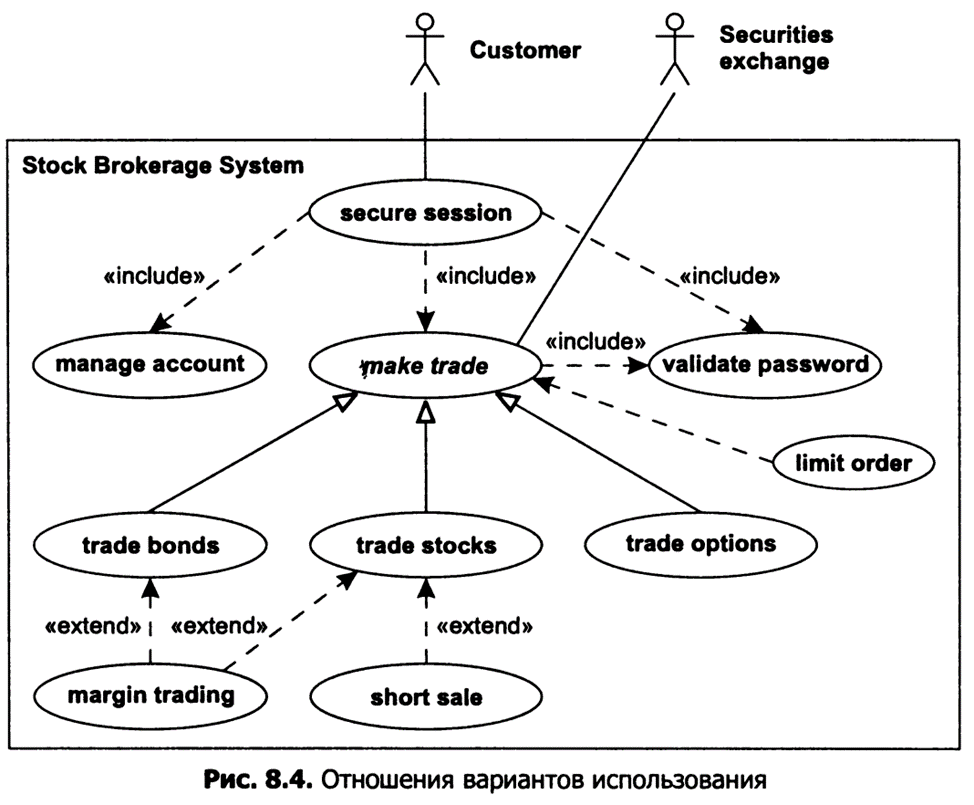 Customer
Securities
exchange
Stock Brokerage System
secure session
«include»
«include»
«include»
manage account
make trade
«include»
validate password
limit order
trade bonds
trade stocks
trade options
«extend»
«extend»
«extend»
margin trading
short sale
Рис. 8.4. Отношения вариантов использования